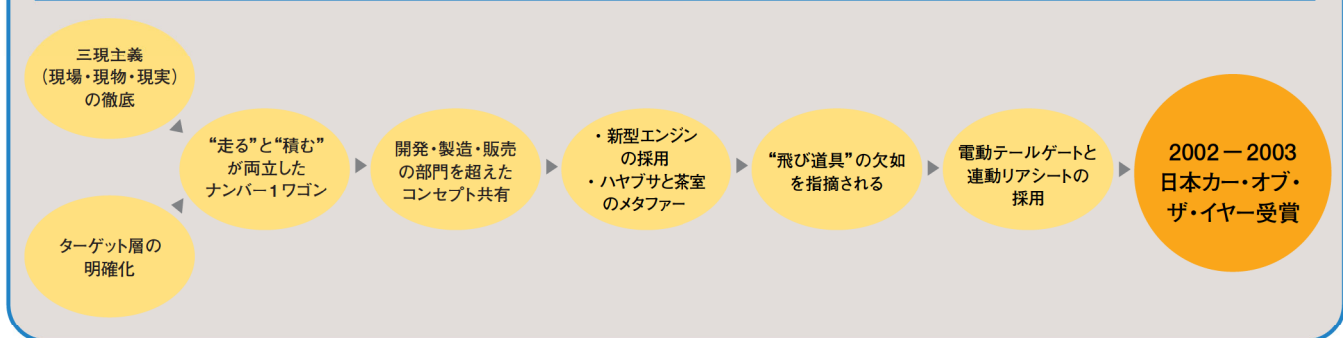 三現主義
（現場・現物・現実）
の徹底
ターゲット層の
明確化
“走る”と“積む”
が両立した
ナンバー1ワゴン
開発・製造・販売
の部門を超えた
コンセプト共有
・新型エンジン
の採用
・ハヤブサと茶室
のメタファー
“飛び道具”の欠如
を指摘される
電動テールゲートと
連動リアシートの
採用
2002－2003
日本カー・オブ・
ザ・イヤー受賞